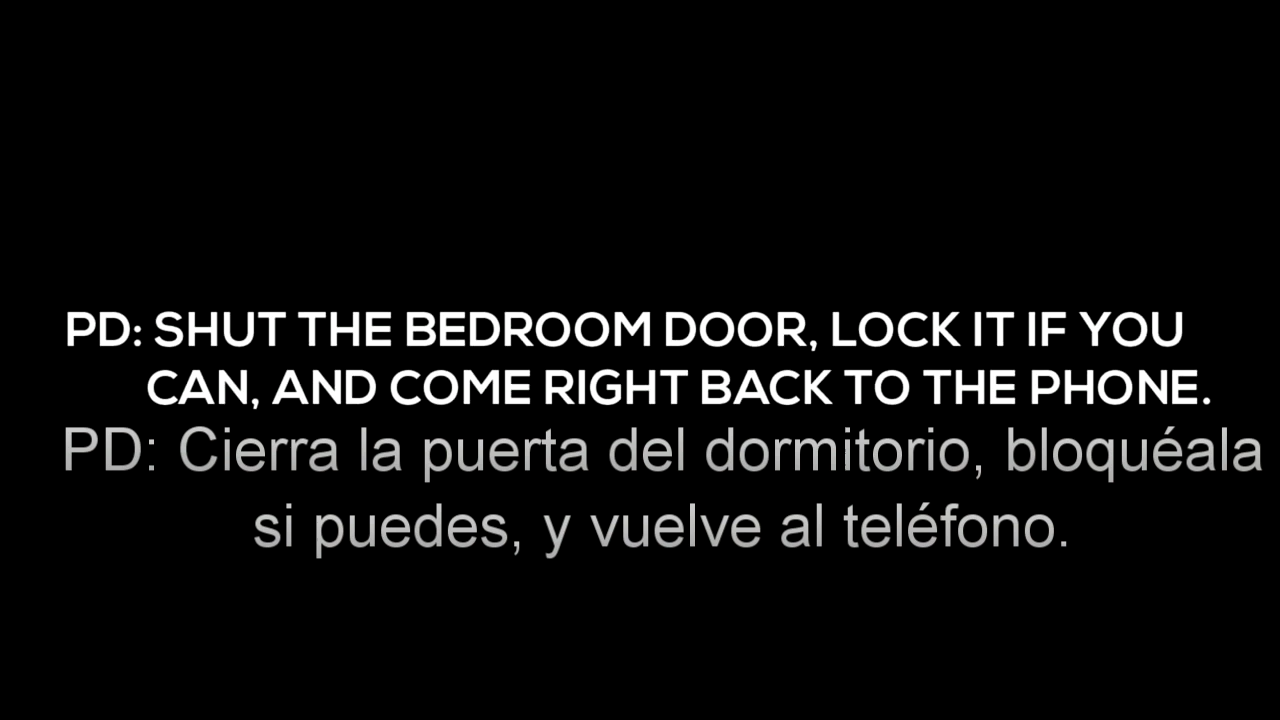 PD: SHUT THE BEDROOM DOOR, LOCK IT IF YOU
CAN, AND COME RIGHT BACK TO THE PHONE.
PD: Cierra la puerta del dormitorio, bloquéala
si puedes, y vuelve al teléfono.